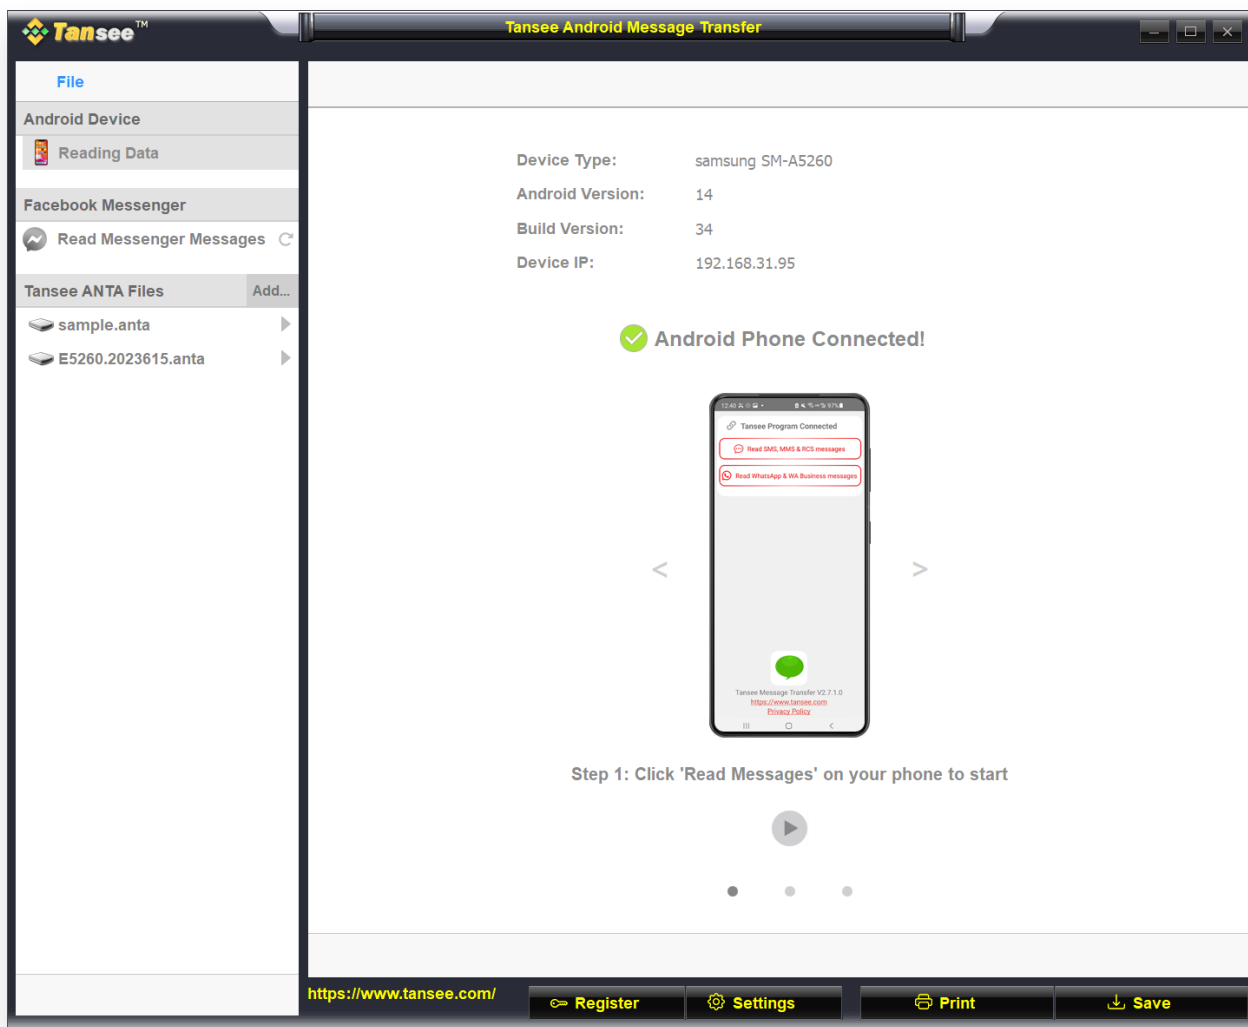 Tansee™
Tansee Android Message Transfer
File
Android Device
Reading Data
Facebook Messenger
Read Messenger Messages
Tansee ANTA Files
Add...
sample.anta
E5260.2023615.anta
Device Type: samsung SM-A5260
Android Version: 14
Build Version: 34
Device IP: 192.168.31.95
Android Phone Connected!
12:40
97%
Tansee Program Connected
Read SMS, MMS & RCS messages
Read WhatsApp & WA Business messages
<
>
Tansee Message Transfer V2.7.1.0
https://www.tansee.com
Privacy Policy
Step 1: Click 'Read Messages' on your phone to start
https://www.tansee.com/
Register
Settings
Print
Save